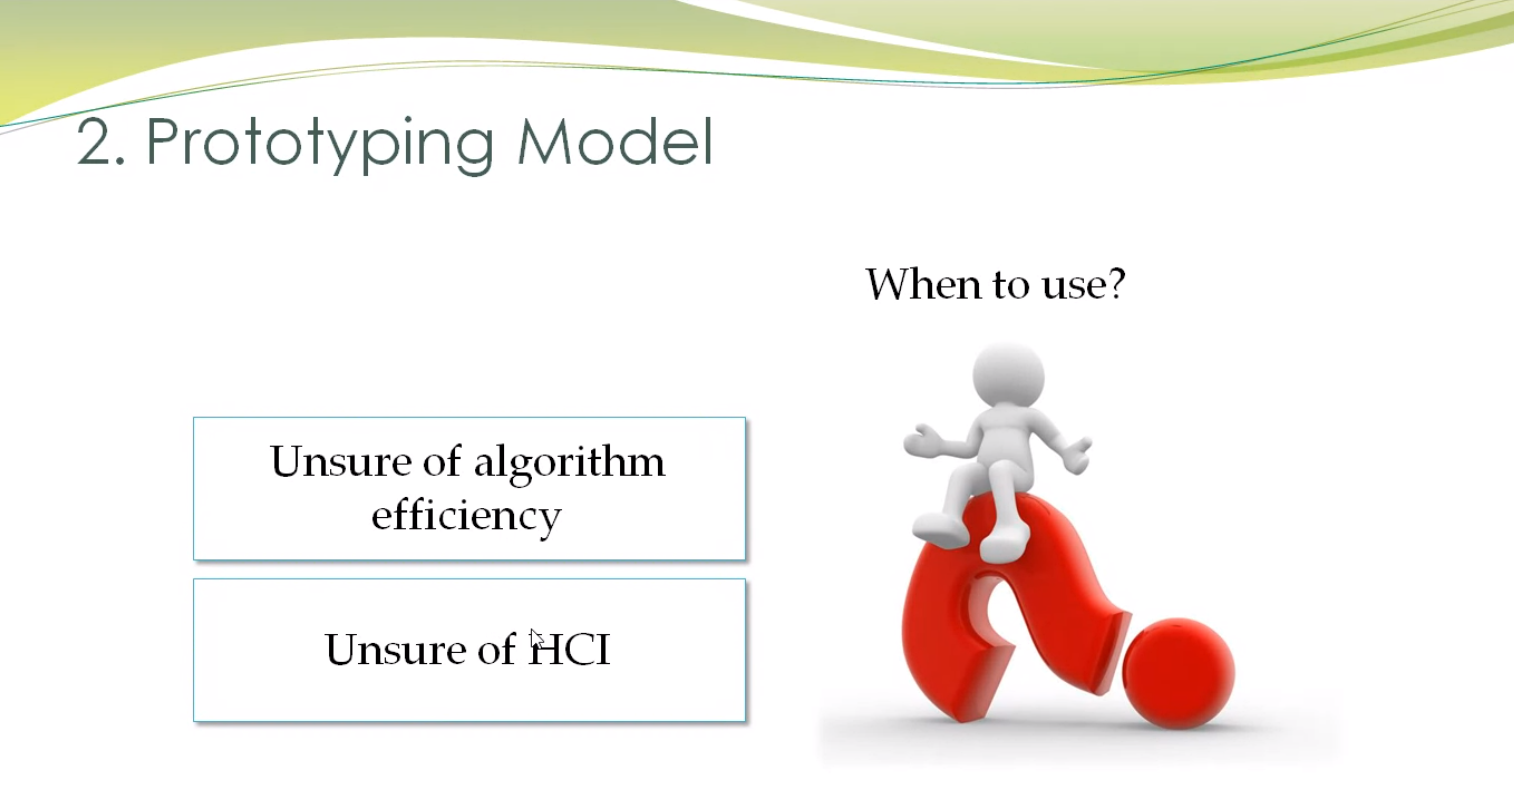 2. Prototyping Model
When to use?
Unsure of algorithm
efficiency
Unsure of HCI